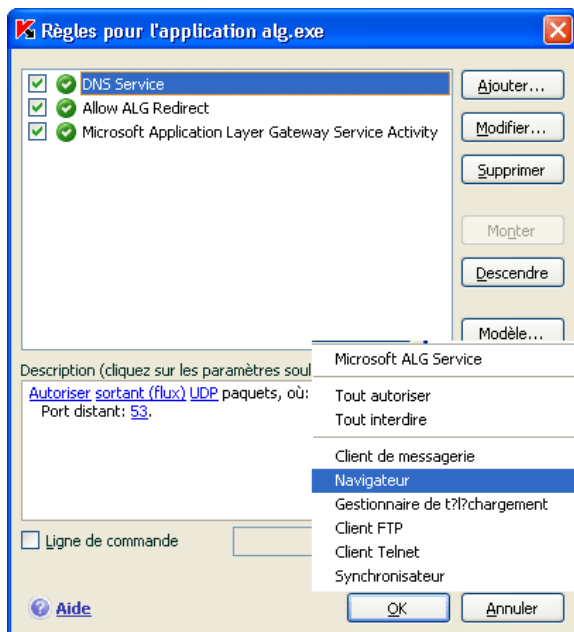 Règles pour l'application alg.exe
DNS Service
Allow ALG Redirect
Microsoft Application Layer Gateway Service Activity
Ajouter...
Modifier...
Supprimer
Monter
Descendre
Modèle...
Description (cliquez sur les paramètres soul
Autoriser sortant (flux) UDP paquets, où:
Port distant: 53.
Microsoft ALG Service
Tout autoriser
Tout interdire
Client de messagerie
Navigateur
Gestionnaire de t?l?chargement
Client FTP
Client Telnet
Synchronisateur
Ligne de commande
Aide
OK
Annuler